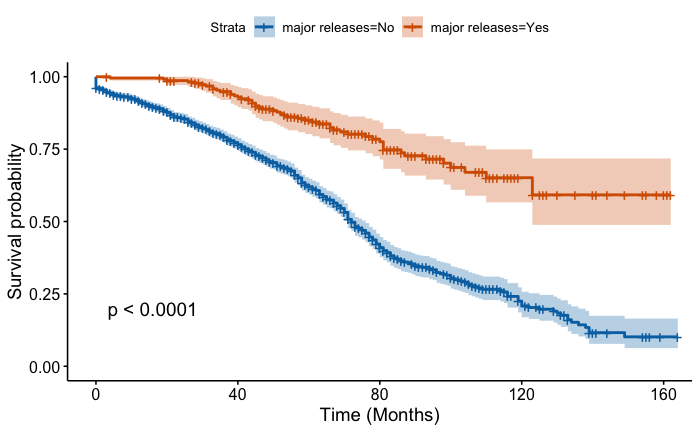 Strata major releases=No major releases=Yes
1.00
0.75
0.50
0.25
0.00
Survival probability
p < 0.0001
0 40 80 120 160
Time (Months)